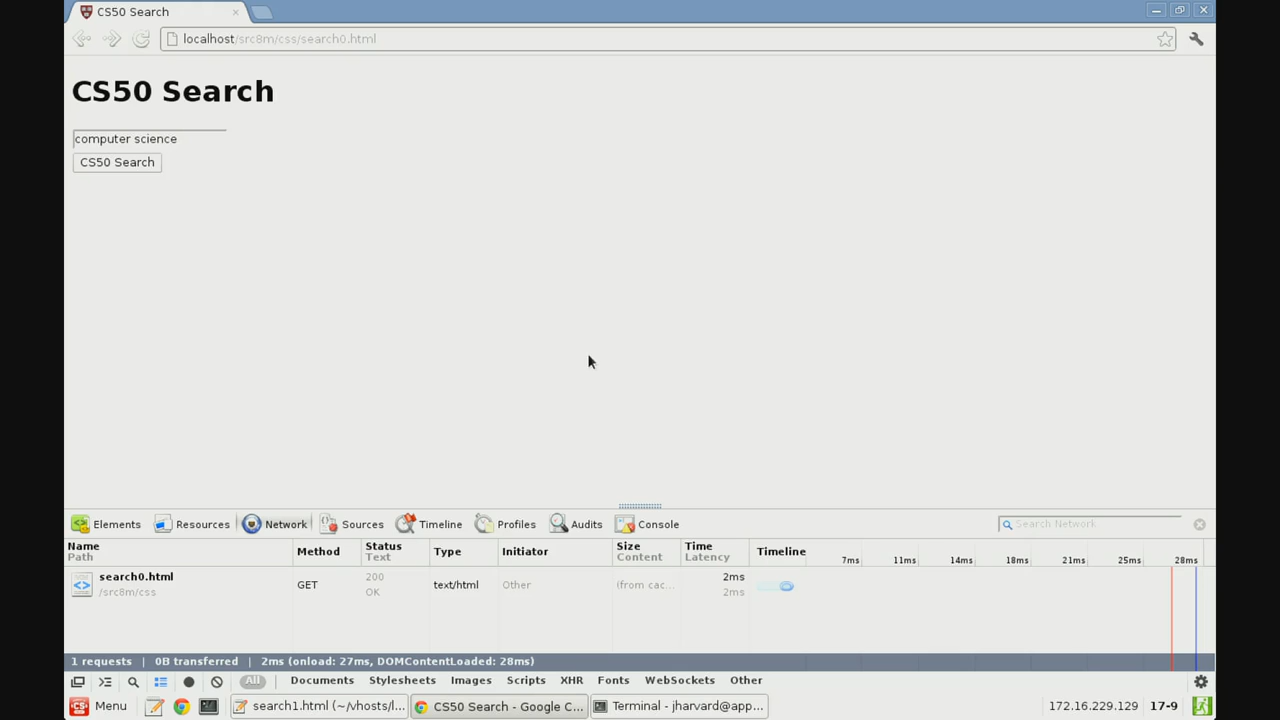 CS50 Search
localhost/src8m/css/search0.html
CS50 Search
computer science
CS50 Search
Elements Resources Network Sources Timeline Profiles Audits Console Search Network
Name Method Status Type Initiator Size Time Timeline 7ms 11ms 14ms 18ms 21ms 25ms 28ms
Path Text Content Latency
search0.html GET 200 text/html Other (from cac... 2ms
/src8m/css OK 2ms
1 requests | 0B transferred | 2ms (onload: 27ms, DOMContentLoaded: 28ms)
All Documents Stylesheets Images Scripts XHR Fonts WebSockets Other
Menu search1.html (~/vhosts/l... CS50 Search - Google C... Terminal - jharvard@app... 172.16.229.129 17-9